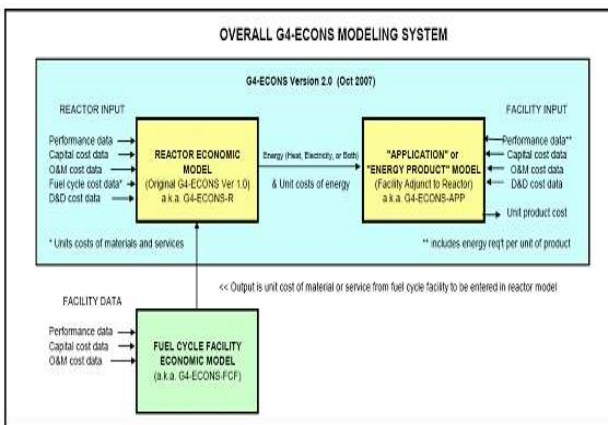 OVERALL G4-ECONS MODELING SYSTEM
G4-ECONS Version 2.0 (Oct 2007)
REACTOR INPUT
Performance data
Capital cost data
O&M cost data
Fuel cycle cost data*
D&D cost data
REACTOR ECONOMIC
MODEL
(Original G4-ECONS Ver 1.0)
a.k.a. G4-ECONS-R
Energy (Heat, Electricity, or Both)
& Unit costs of energy
"APPLICATION" or
"ENERGY PRODUCT" MODEL
(Facility Adjunct to Reactor)
a.k.a. G4-ECONS-APP
FACILITY INPUT
Performance data**
Capital cost data
O&M cost data
D&D cost data
Unit product cost
* Units costs of materials and services
** includes energy req't per unit of product
<< Output is unit cost of material or service from fuel cycle facility to be entered in reactor model
FACILITY DATA
Performance data
Capital cost data
O&M cost data
FUEL CYCLE FACILITY
ECONOMIC MODEL
(a.k.a. G4-ECONS-FCF)